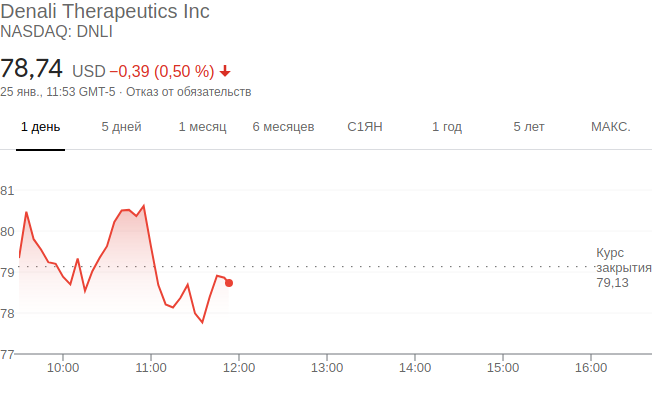 Denali Therapeutics Inc
NASDAQ: DNLI
78,74 USD −0,39 (0,50 %)
25 янв., 11:53 GMT-5 · Отказ от обязательств
1 день 5 дней 1 месяц 6 месяцев С1ЯН 1 год 5 лет МАКС.
81
80
Курс
79 закрытия
79,13
78
77
10:00 11:00 12:00 13:00 14:00 15:00 16:00